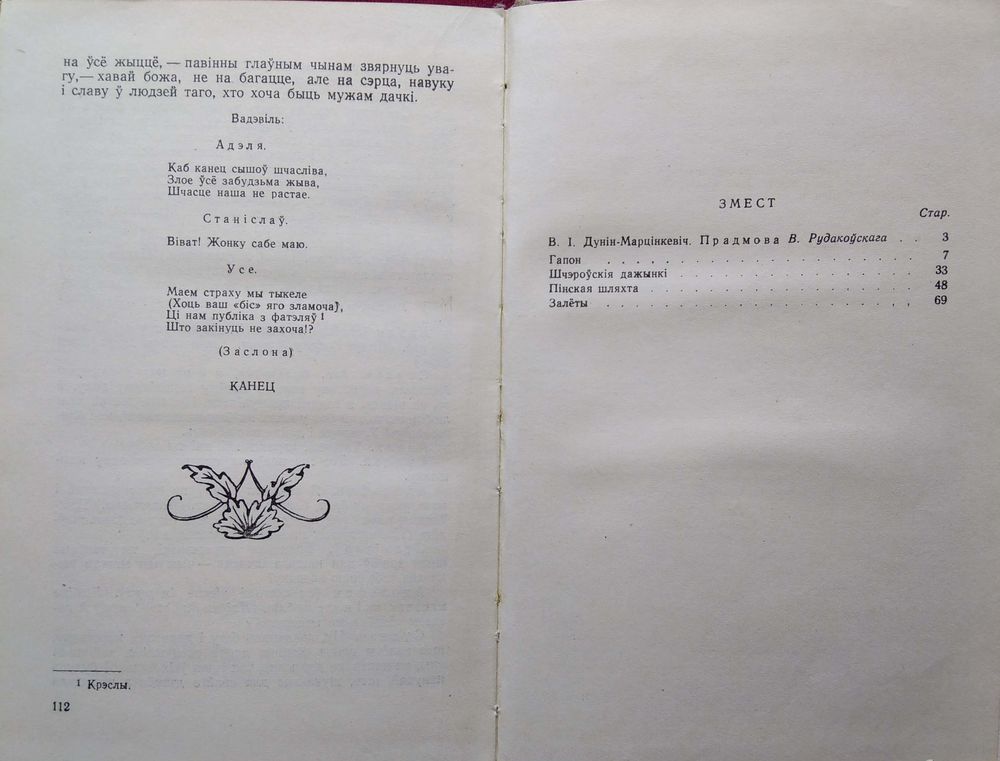 на ўсё жыццё, — павінны глаўным чынам звярнуць ува-
гу,— хавай божа, не на багацце, але на сэрца, навуку
і славу ў людзей таго, хто хоча быць мужам дачкі.
Вадэвіль:
Адэля.
Каб канец сышоў шчасліва,
Злое ўсё забудзьма жыва,
Шчасце наша не растае.
Станіслаў.
Віват! Жонку сабе маю.
Усе.
Маем страху мы тыкеле
(Хоць ваш «біс» яго зламоча),
Ці нам публіка з фатэляў 1
Што закінуць не захоча!?
(Заслона)
КАНЕЦ
1 Крэслы.
112
ЗМЕСТ
Стар.
В. І. Дунін-Марцінкевіч. Прадмова В. Рудакоўскага . . 3
Гапон . . . . . . . . . . . . . . . . . 7
Шчэроўскія дажынкі . . . . . . . . . . . . . 33
Пінская шляхта . . . . . . . . . . . . . . 48
Залёты . . . . . . . . . . . . . . . . . 69